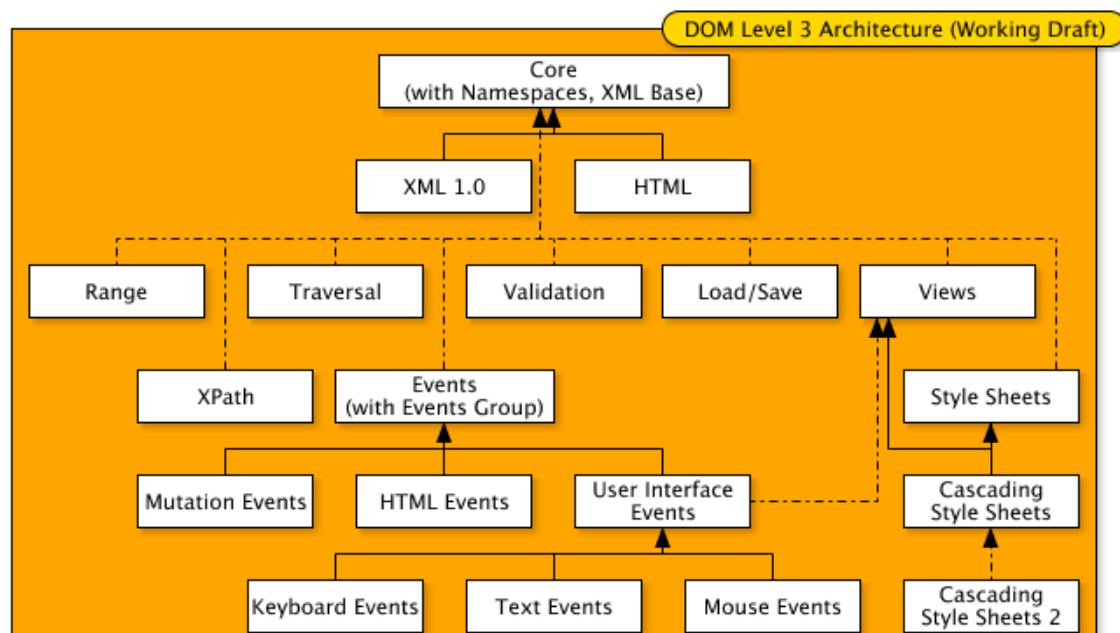 DOM Level 3 Architecture (Working Draft)
Core
(with Namespaces, XML Base)
XML 1.0
HTML
Range
Traversal
Validation
Load/Save
Views
XPath
Events
(with Events Group)
Style Sheets
Mutation Events
HTML Events
User Interface
Events
Cascading
Style Sheets
Keyboard Events
Text Events
Mouse Events
Cascading
Style Sheets 2